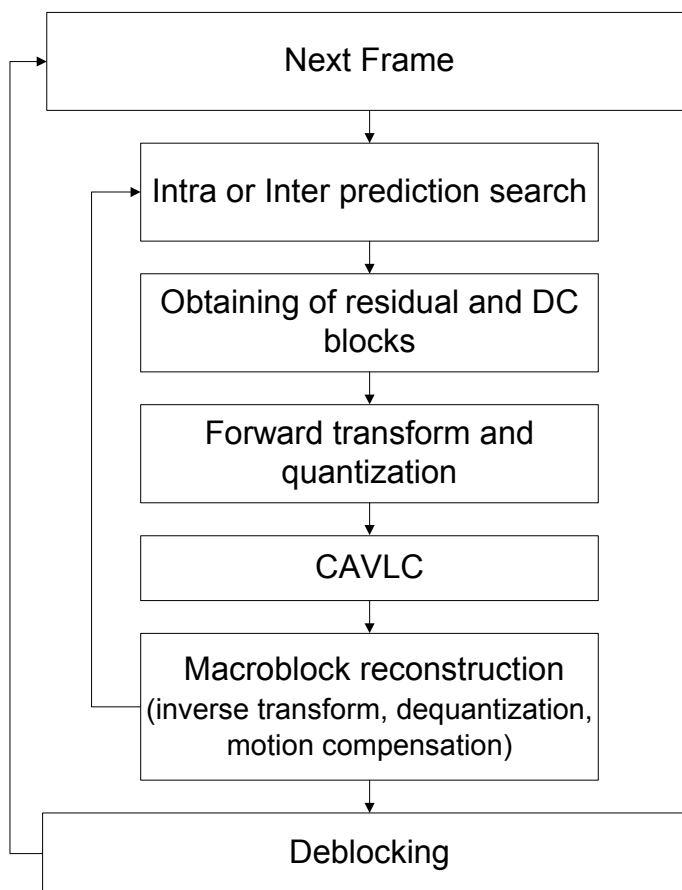 Next Frame
Intra or Inter prediction search
Obtaining of residual and DC
blocks
Forward transform and
quantization
CAVLC
Macroblock reconstruction
(inverse transform, dequantization,
motion compensation)
Deblocking